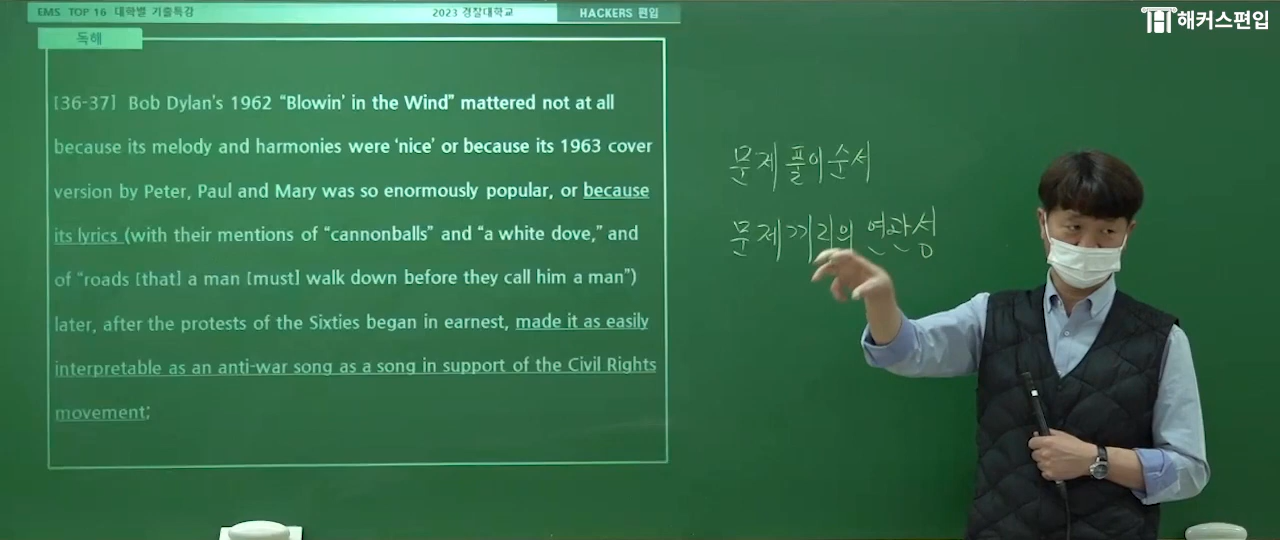 EMS TOP 16 대학별 기출특강
2023 경찰대학교
HACKERS 편입
해커스편입
독해
[36-37] Bob Dylan's 1962 “Blowin' in the Wind” mattered not at all
because its melody and harmonies were ‘nice’ or because its 1963 cover
version by Peter, Paul and Mary was so enormously popular, or because
its lyrics (with their mentions of “cannonballs” and “a white dove,” and
of “roads [that] a man [must] walk down before they call him a man”)
later, after the protests of the Sixties began in earnest, made it as easily
interpretable as an anti-war song as a song in support of the Civil Rights
movement;
문제 풀이 순서
문제끼리의 연관성